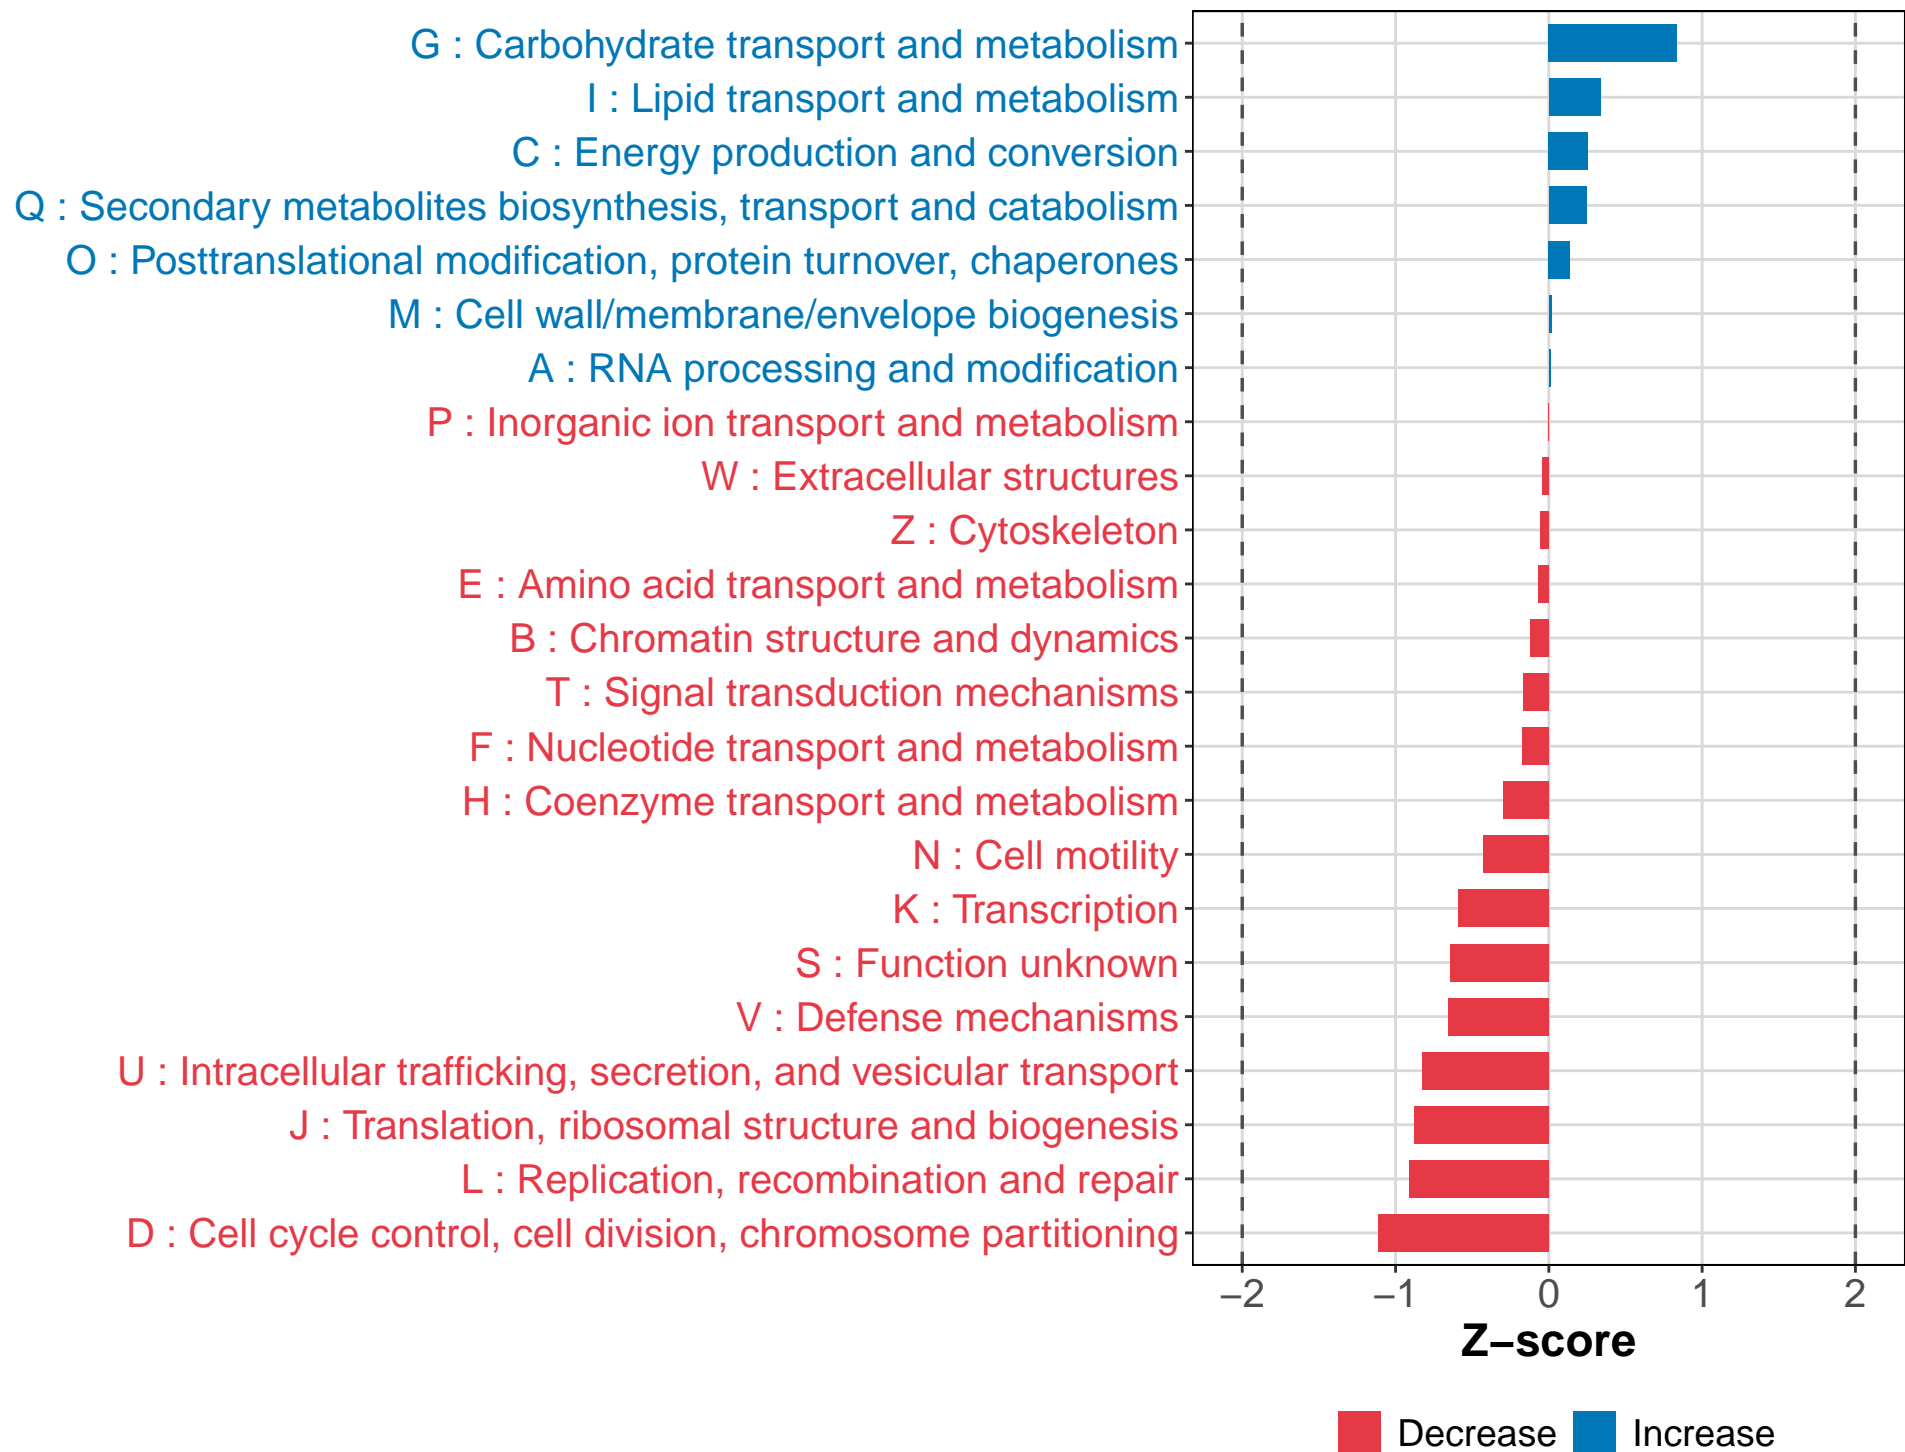 G : Carbohydrate transport and metabolism
I : Lipid transport and metabolism
C : Energy production and conversion
Q : Secondary metabolites biosynthesis, transport and catabolism
O : Posttranslational modification, protein turnover, chaperones
M : Cell wall/membrane/envelope biogenesis
A : RNA processing and modification
P : Inorganic ion transport and metabolism
W : Extracellular structures
Z : Cytoskeleton
E : Amino acid transport and metabolism
B : Chromatin structure and dynamics
T : Signal transduction mechanisms
F : Nucleotide transport and metabolism
H : Coenzyme transport and metabolism
N : Cell motility
K : Transcription
S : Function unknown
V : Defense mechanisms
U : Intracellular trafficking, secretion, and vesicular transport
J : Translation, ribosomal structure and biogenesis
L : Replication, recombination and repair
D : Cell cycle control, cell division, chromosome partitioning
−2 −1 0 1 2
Z−score
Decrease Increase